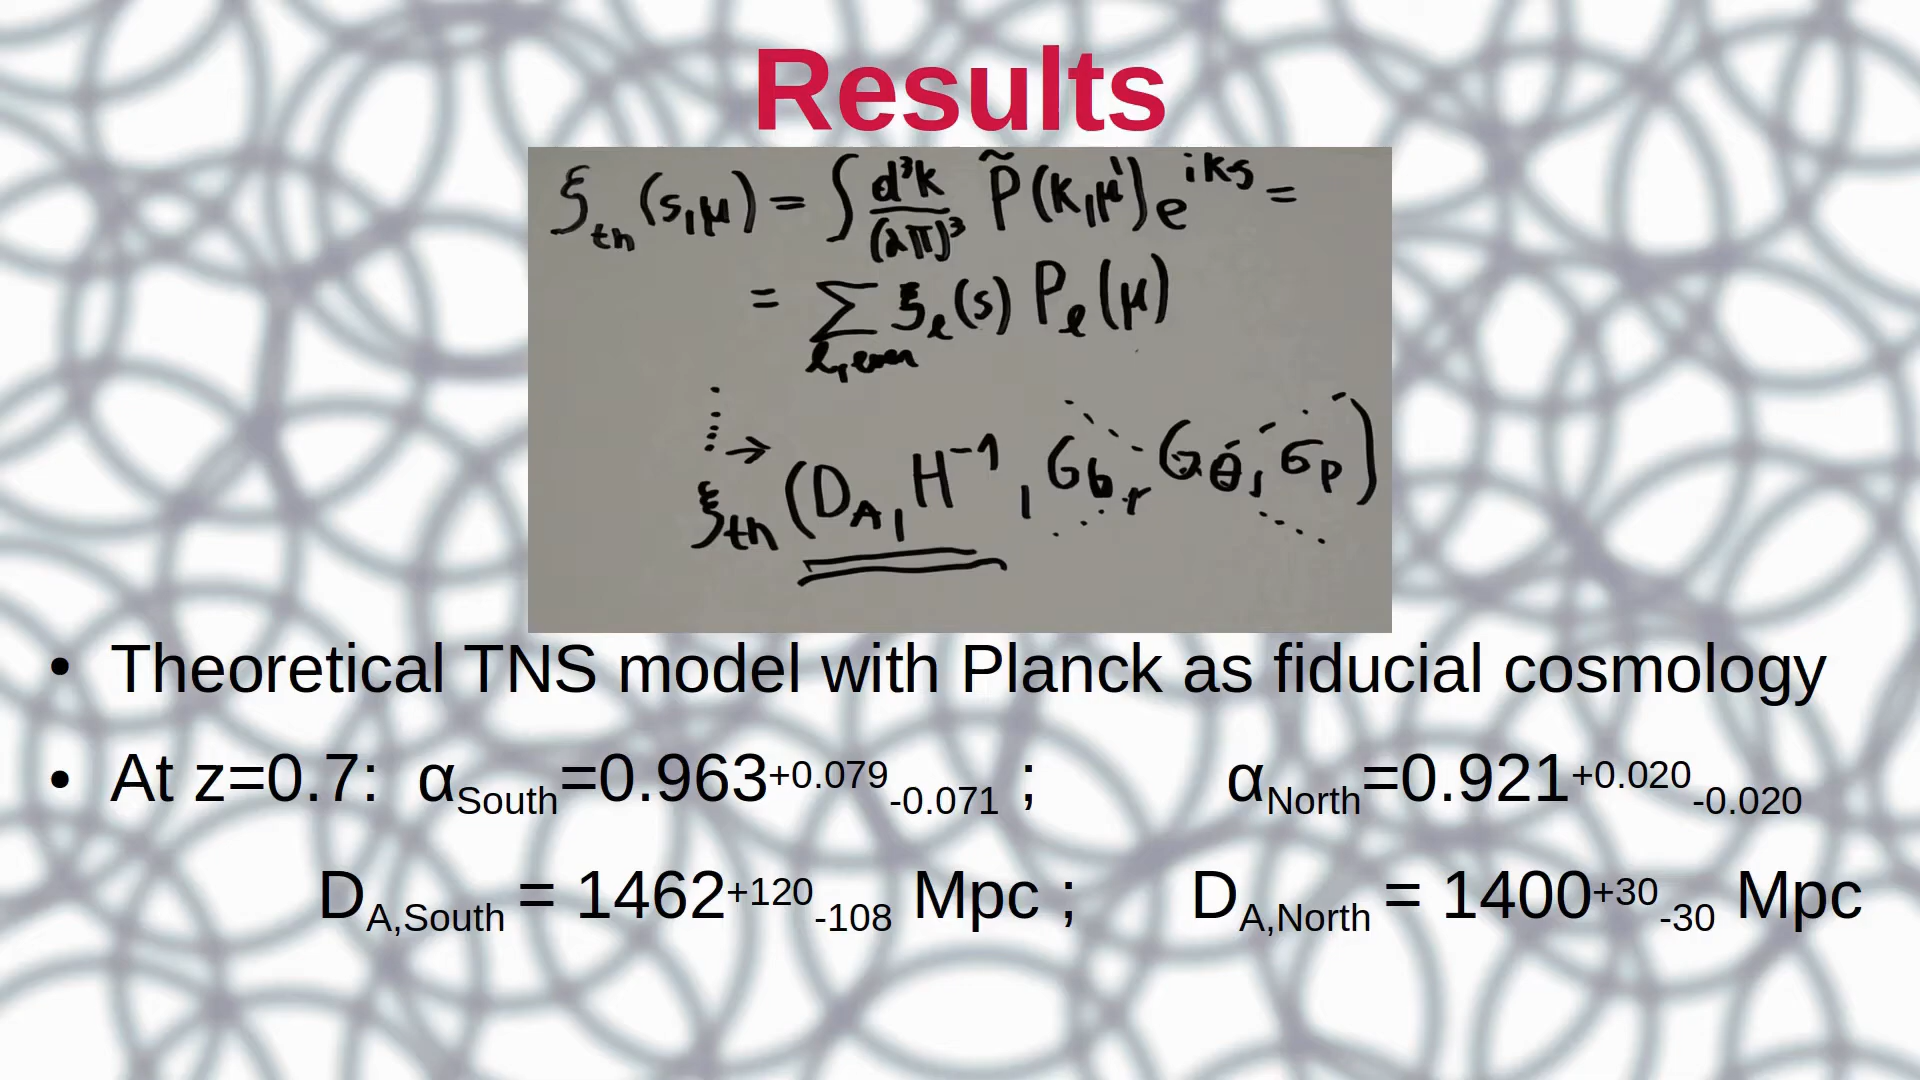 Results
ξth (s,μ) = ∫ d³k/(2π)³ P̃(k,μ') e^iks =
= Σ ℓ,even ξℓ(s) Pℓ(μ)
→ ξth (DA, H⁻¹, Gb, Gθ, σp)
• Theoretical TNS model with Planck as fiducial cosmology
• At z=0.7: αSouth=0.963+0.079-0.071 ; αNorth=0.921+0.020-0.020
DA,South = 1462+120-108 Mpc ; DA,North = 1400+30-30 Mpc